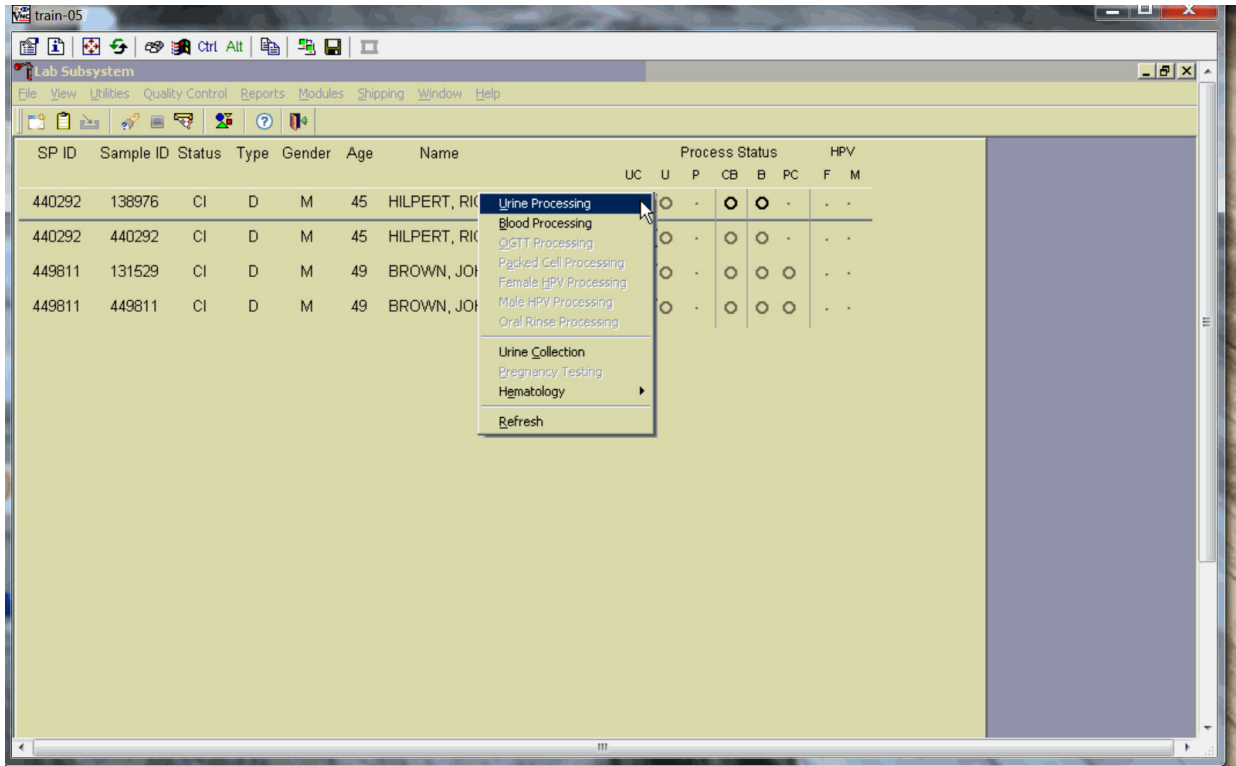 train-05
Ctrl Alt
Lab Subsystem
File View Utilities Quality Control Reports Modules Shipping Window Help
SP ID Sample ID Status Type Gender Age Name Process Status HPV
UC U P CB B PC F M
440292 138976 CI D M 45 HILPERT, RIC
440292 440292 CI D M 45 HILPERT, RIC
449811 131529 CI D M 49 BROWN, JOH
449811 449811 CI D M 49 BROWN, JOH
Urine Processing
Blood Processing
OGTT Processing
Packed Cell Processing
Female HPV Processing
Male HPV Processing
Oral Rinse Processing
Urine Collection
Pregnancy Testing
Hematology
Refresh